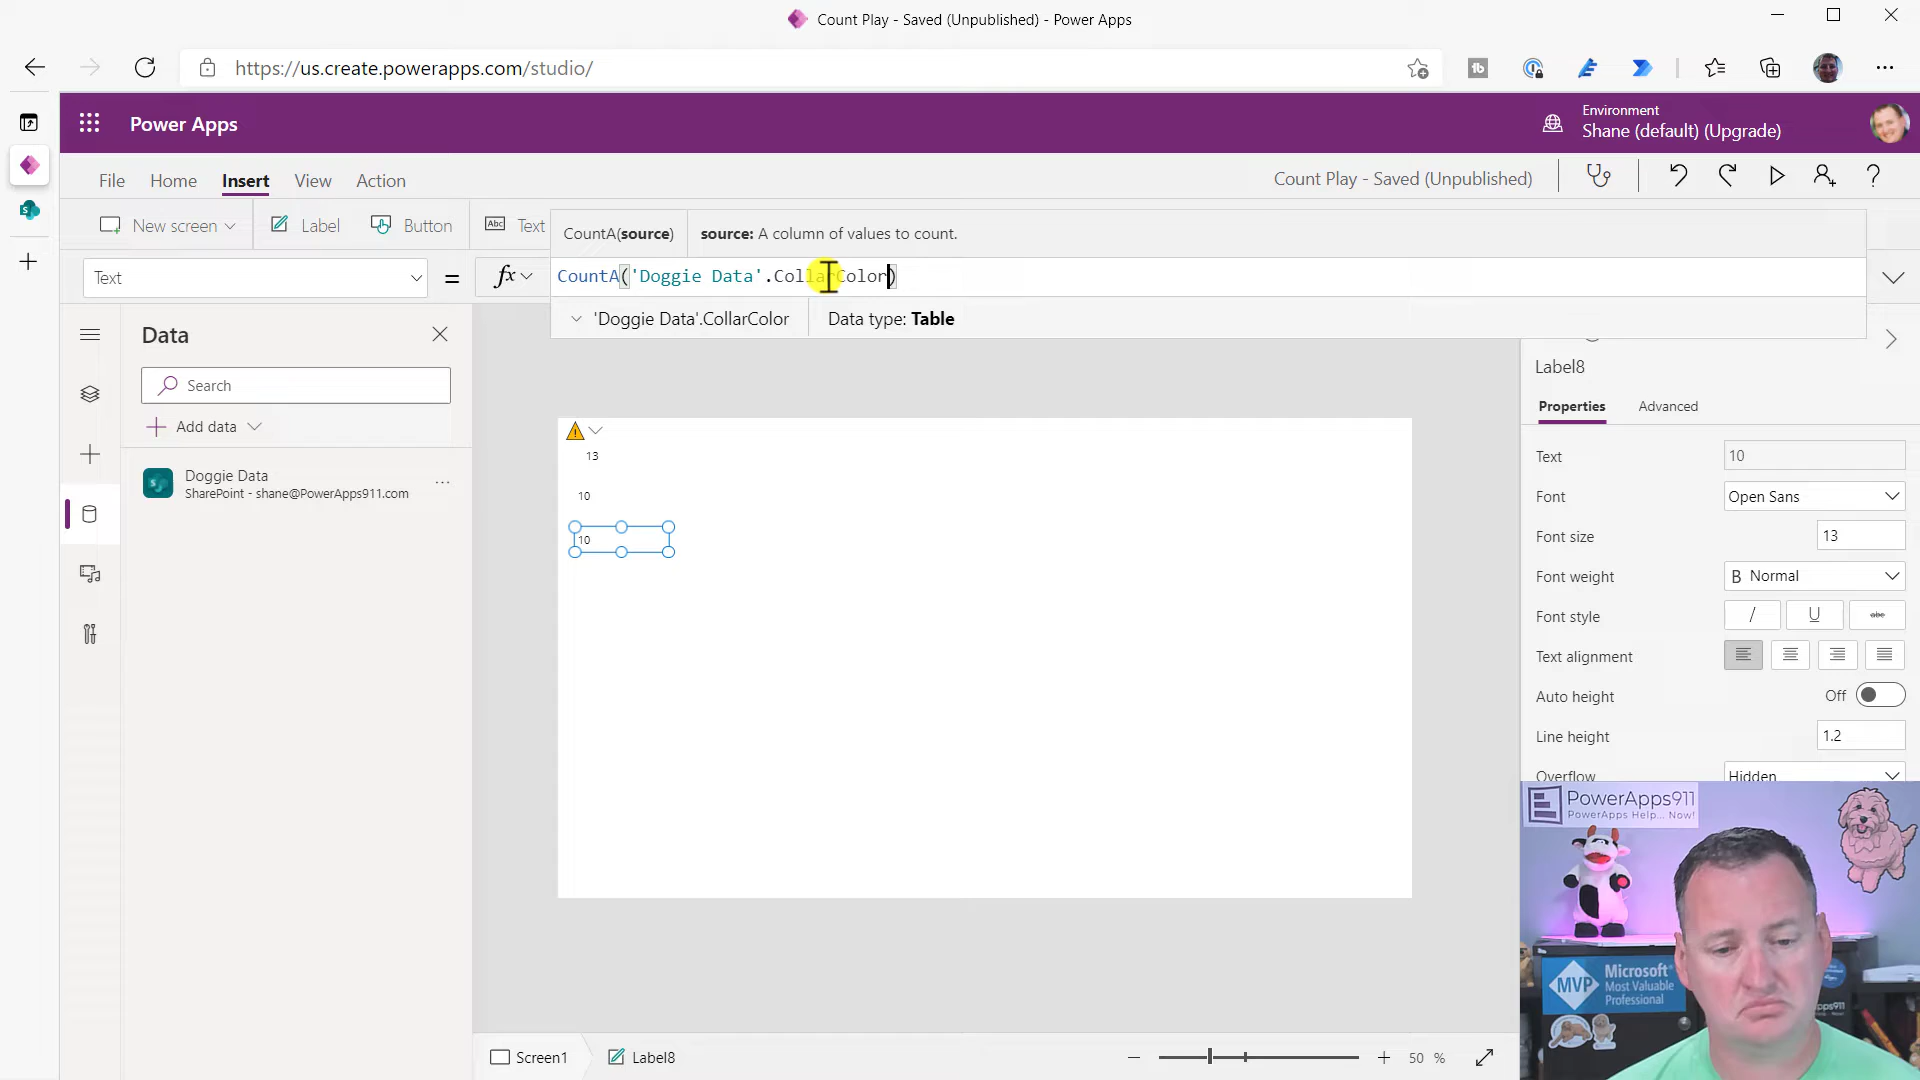 Count Play - Saved (Unpublished) - Power Apps
https://us.create.powerapps.com/studio/
Power Apps
Environment
Shane (default) (Upgrade)
File Home Insert View Action
Count Play - Saved (Unpublished)
New screen Label Button Abc Text
CountA(source) source: A column of values to count.
Text = fx CountA('Doggie Data'.CollarColor)
'Doggie Data'.CollarColor Data type: Table
Data
Search
Add data
Doggie Data
SharePoint - shane@PowerApps911.com
13
10
10
Label8
Properties Advanced
Text 10
Font Open Sans
Font size 13
Font weight B Normal
Font style / U abc
Text alignment
Auto height Off
Line height 1.2
Overflow Hidden
PowerApps911
PowerApps Help... Now!
MVP Microsoft
Most Valuable
Professional
Screen1 Label8
50 %